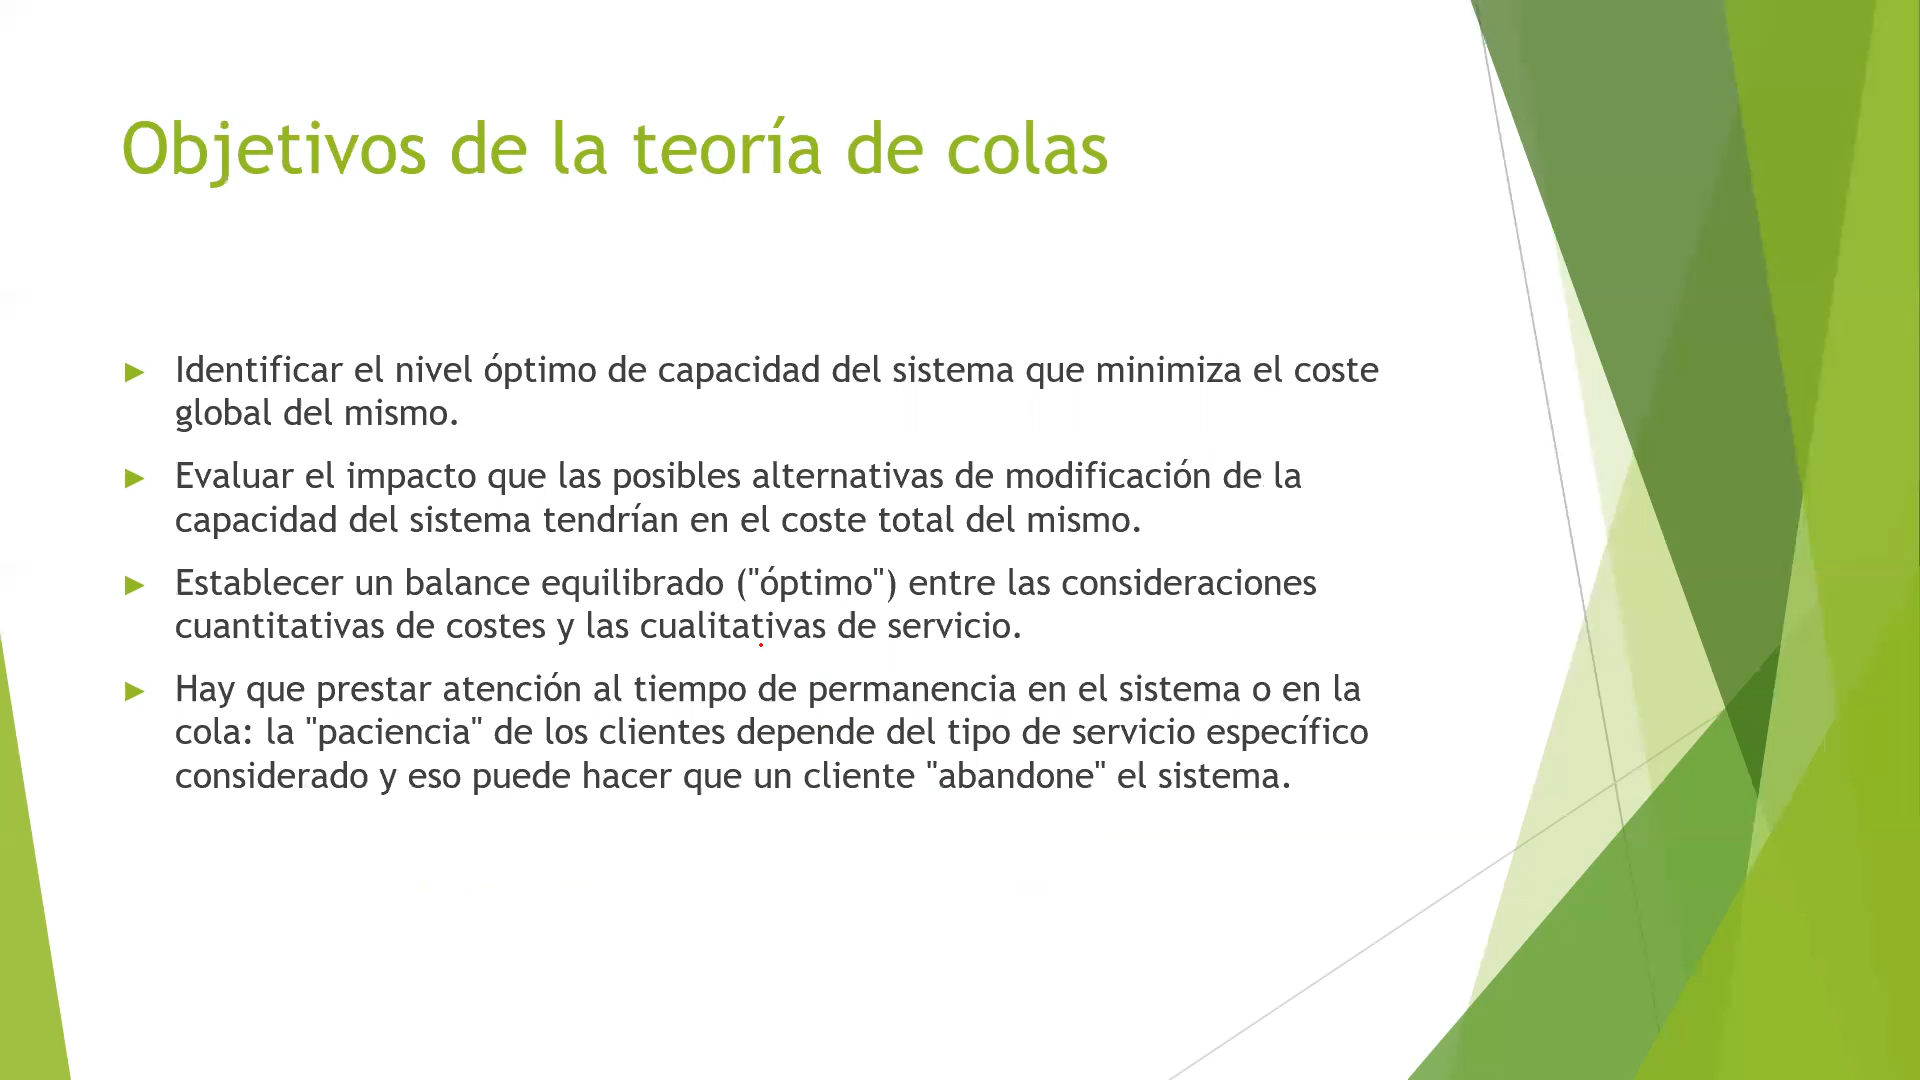 Objetivos de la teoría de colas
Identificar el nivel óptimo de capacidad del sistema que minimiza el coste
global del mismo.
Evaluar el impacto que las posibles alternativas de modificación de la
capacidad del sistema tendrían en el coste total del mismo.
Establecer un balance equilibrado ("óptimo") entre las consideraciones
cuantitativas de costes y las cualitativas de servicio.
Hay que prestar atención al tiempo de permanencia en el sistema o en la
cola: la "paciencia" de los clientes depende del tipo de servicio específico
considerado y eso puede hacer que un cliente "abandone" el sistema.